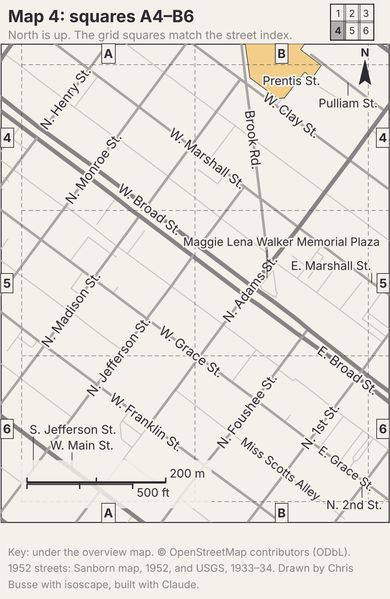 Map 4: squares A4–B6
North is up. The grid squares match the street index.
1 2 3
4 5 6
A
B
N
Prentis St.
Pulliam St.
N. Henry St.
W. Clay St.
Brook Rd.
4
4
W. Marshall St.
N. Monroe St.
W. Broad St.
Maggie Lena Walker Memorial Plaza
E. Marshall St.
5
5
N. Adams St.
N. Madison St.
N. Jefferson St.
W. Grace St.
E. Broad St.
W. Franklin St.
N. Foushee St.
N. 1st St.
6
6
S. Jefferson St.
W. Main St.
Miss Scotts Alley
E. Grace St.
200 m
500 ft
N. 2nd St.
A
B
Key: under the overview map. © OpenStreetMap contributors (ODbL).
1952 streets: Sanborn map, 1952, and USGS, 1933–34. Drawn by Chris
Busse with isoscape, built with Claude.